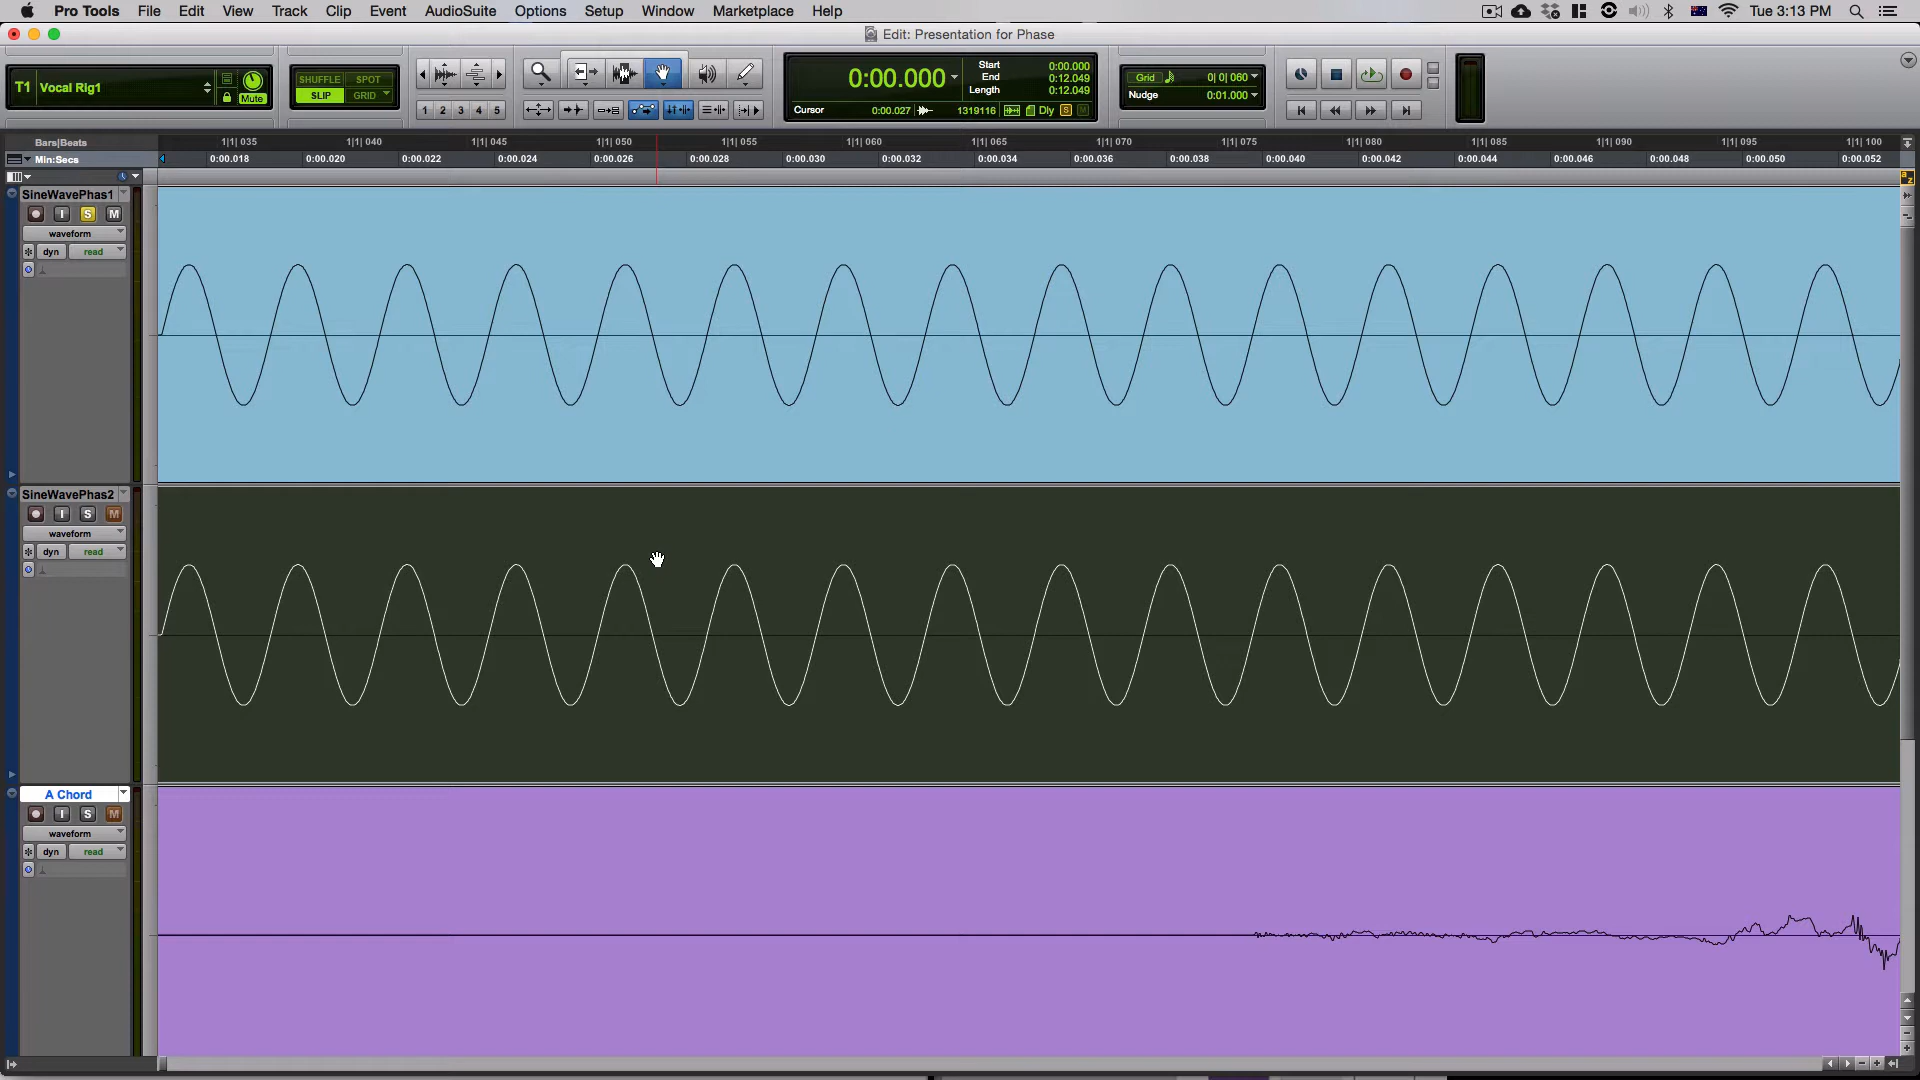 Pro Tools File Edit View Track Clip Event AudioSuite Options Setup Window Marketplace Help Tue 3:13 PM
Edit: Presentation for Phase
T1 Vocal Rig1 Mute
SHUFFLE SPOT
SLIP GRID
1 2 3 4 5
0:00.000
Start 0:00.000
End 0:12.049
Length 0:12.049
Cursor 0:00.027 1319116 Dly S M
Grid 0| 0| 060
Nudge 0:01.000
Bars|Beats 1|1| 035 1|1| 040 1|1| 045 1|1| 050 1|1| 055 1|1| 060 1|1| 065 1|1| 070 1|1| 075 1|1| 080 1|1| 085 1|1| 090 1|1| 095 1|1| 100
Min:Secs 0:00.018 0:00.020 0:00.022 0:00.024 0:00.026 0:00.028 0:00.030 0:00.032 0:00.034 0:00.036 0:00.038 0:00.040 0:00.042 0:00.044 0:00.046 0:00.048 0:00.050 0:00.052
a z
SineWavePhas1
I S M
waveform
dyn read
SineWavePhas2
I S M
waveform
dyn read
A Chord
I S M
waveform
dyn read